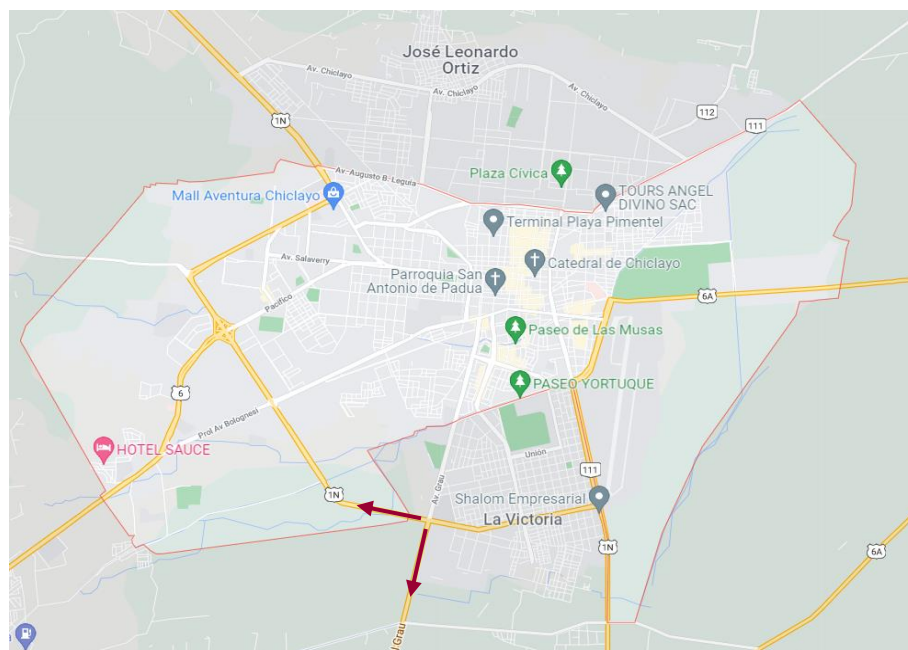 José Leonardo
Ortiz
Av. Chiclayo
Av. Chiclayo
Av. Chiclayo
112
111
1N
Plaza Cívica
Av. Augusto B. Leguía
Mall Aventura Chiclayo
TOURS ANGEL
DIVINO SAC
Terminal Playa Pimentel
Av. Salaverry
Catedral de Chiclayo
Parroquia San
Antonio de Padua
6A
Pacífico
Paseo de Las Musas
PASEO YORTUQUE
6
Prol Av Bolognesi
HOTEL SAUCE
Unión
111
Av. Grau
1N
Shalom Empresarial
La Victoria
1N
6A
Grau